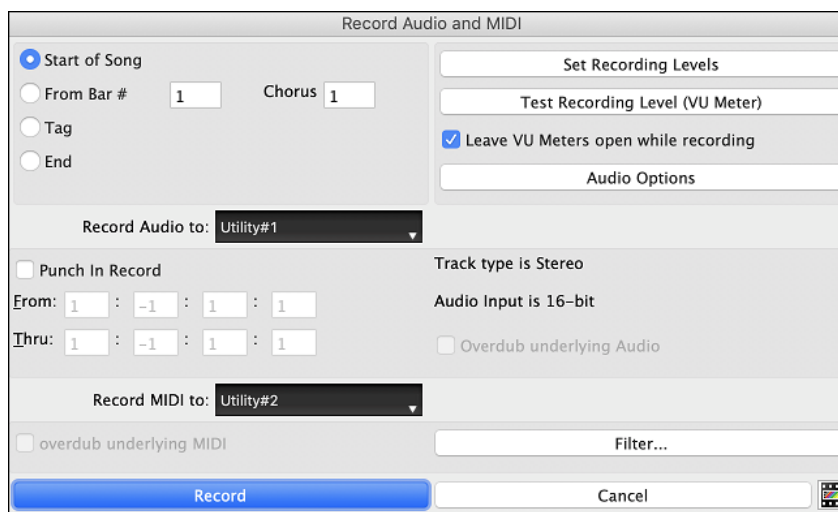 Record Audio and MIDI
Start of Song
From Bar # 1 Chorus 1
Tag
End
Set Recording Levels
Test Recording Level (VU Meter)
Leave VU Meters open while recording
Audio Options
Record Audio to: Utility#1
Punch In Record
From: 1 : -1 : 1 : 1
Thru: 1 : -1 : 1 : 1
Track type is Stereo
Audio Input is 16-bit
Overdub underlying Audio
Record MIDI to: Utility#2
overdub underlying MIDI
Filter...
Record
Cancel